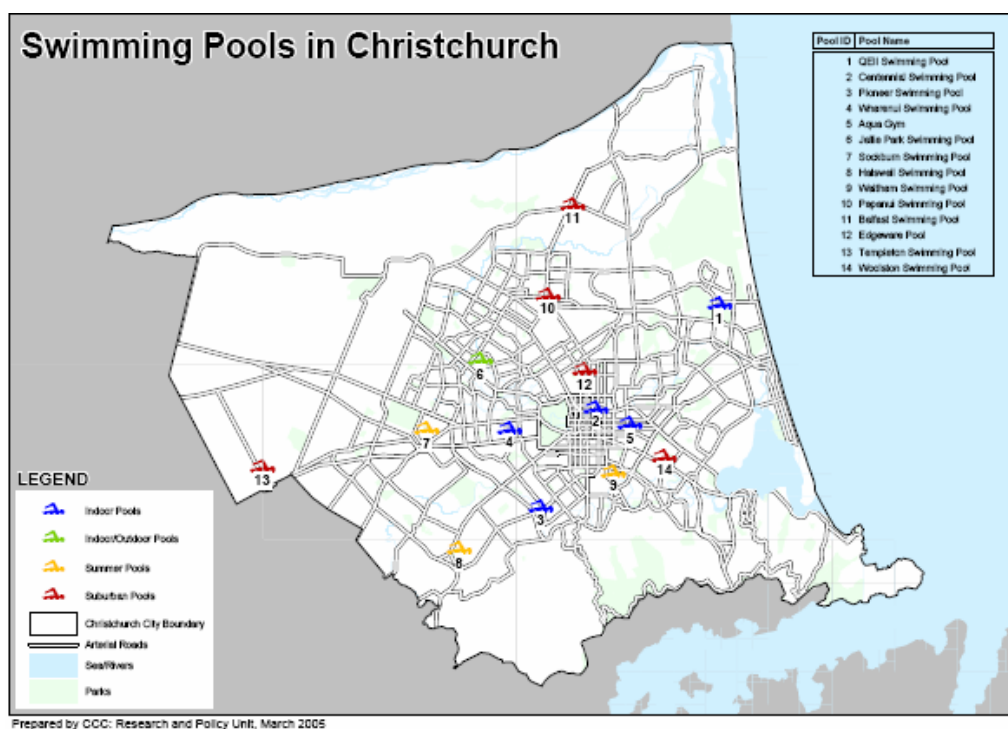 Swimming Pools in Christchurch
Pool ID Pool Name
1 QEII Swimming Pool
2 Centennial Swimming Pool
3 Pioneer Swimming Pool
4 Wharenui Swimming Pool
5 Aqua Gym
6 Jellie Park Swimming Pool
7 Sockburn Swimming Pool
8 Halswell Swimming Pool
9 Waltham Swimming Pool
10 Papanui Swimming Pool
11 Belfast Swimming Pool
12 Edgeware Pool
13 Templeton Swimming Pool
14 Woolston Swimming Pool
11
10
1
6
12
2
7
4
5
14
13
9
3
8
LEGEND
Indoor Pools
Indoor/Outdoor Pools
Summer Pools
Suburban Pools
Christchurch City Boundary
Arterial Roads
Sea/Rivers
Parks
Prepared by CCC: Research and Policy Unit, March 2005